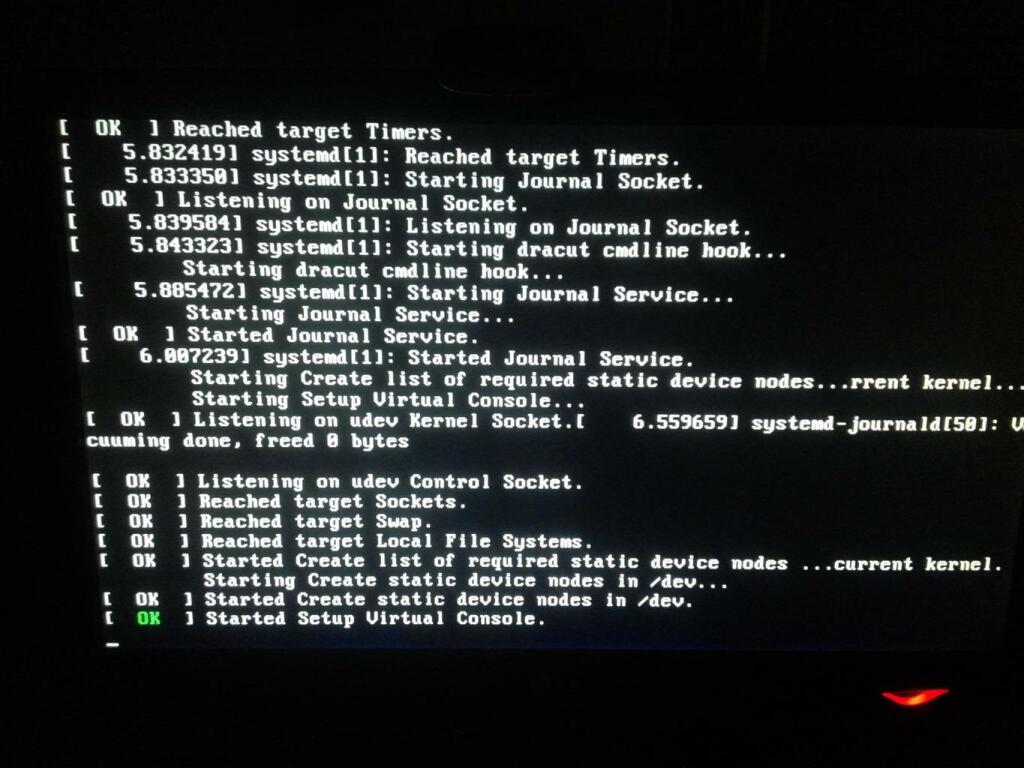 [  OK  ] Reached target Timers.
[    5.832419] systemd[1]: Reached target Timers.
[    5.833350] systemd[1]: Starting Journal Socket.
[  OK  ] Listening on Journal Socket.
[    5.839584] systemd[1]: Listening on Journal Socket.
[    5.843323] systemd[1]: Starting dracut cmdline hook...
Starting dracut cmdline hook...
[    5.885472] systemd[1]: Starting Journal Service...
Starting Journal Service...
[  OK  ] Started Journal Service.
[    6.007239] systemd[1]: Started Journal Service.
Starting Create list of required static device nodes...rrent kernel...
Starting Setup Virtual Console...
[  OK  ] Listening on udev Kernel Socket.[    6.559659] systemd-journald[50]: V
cuuming done, freed 0 bytes
[  OK  ] Listening on udev Control Socket.
[  OK  ] Reached target Sockets.
[  OK  ] Reached target Swap.
[  OK  ] Reached target Local File Systems.
[  OK  ] Started Create list of required static device nodes ...current kernel.
Starting Create static device nodes in /dev...
[  OK  ] Started Create static device nodes in /dev.
[  OK  ] Started Setup Virtual Console.
_